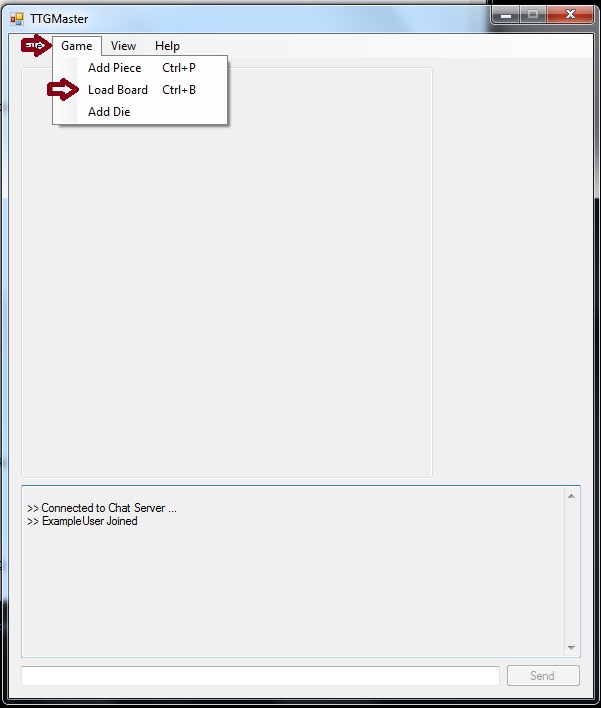 TTGMaster
Game View Help
Add Piece Ctrl+P
Load Board Ctrl+B
Add Die
>> Connected to Chat Server ...
>> ExampleUser Joined
Send